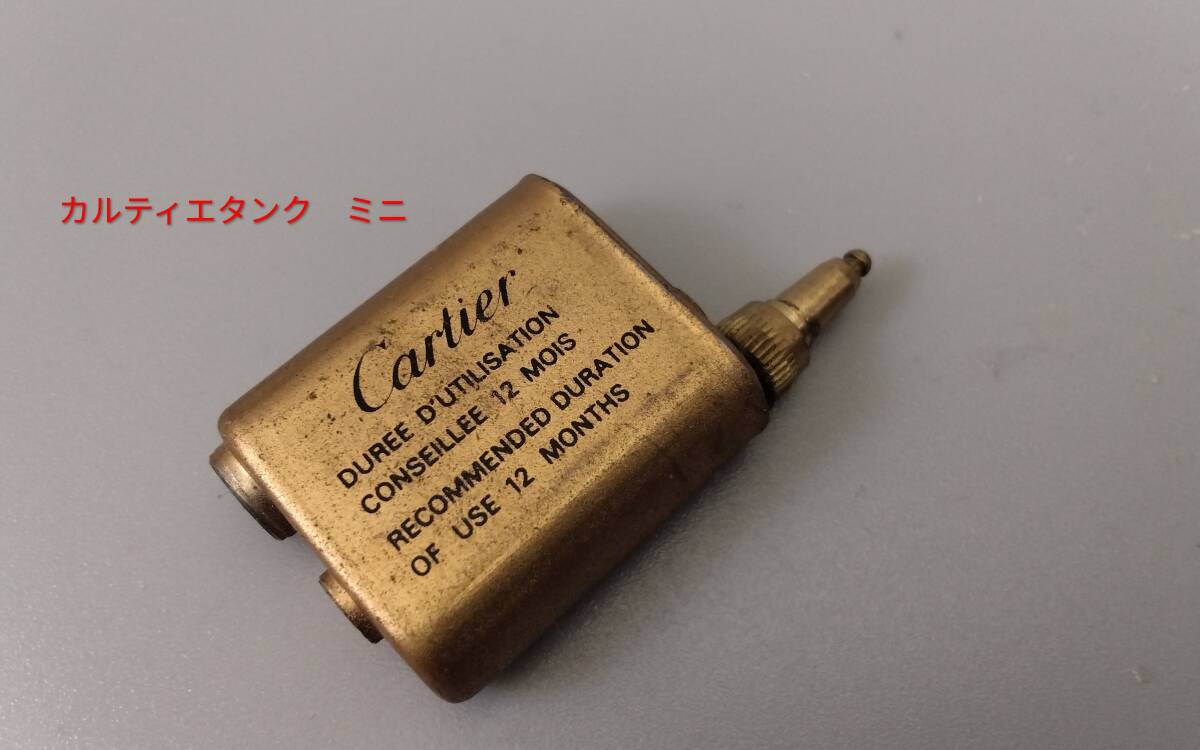 カルティエタンク　ミニ
Cartier
DUREE D'UTILISATION
CONSEILLEE 12 MOIS
RECOMMENDED DURATION
OF USE 12 MONTHS